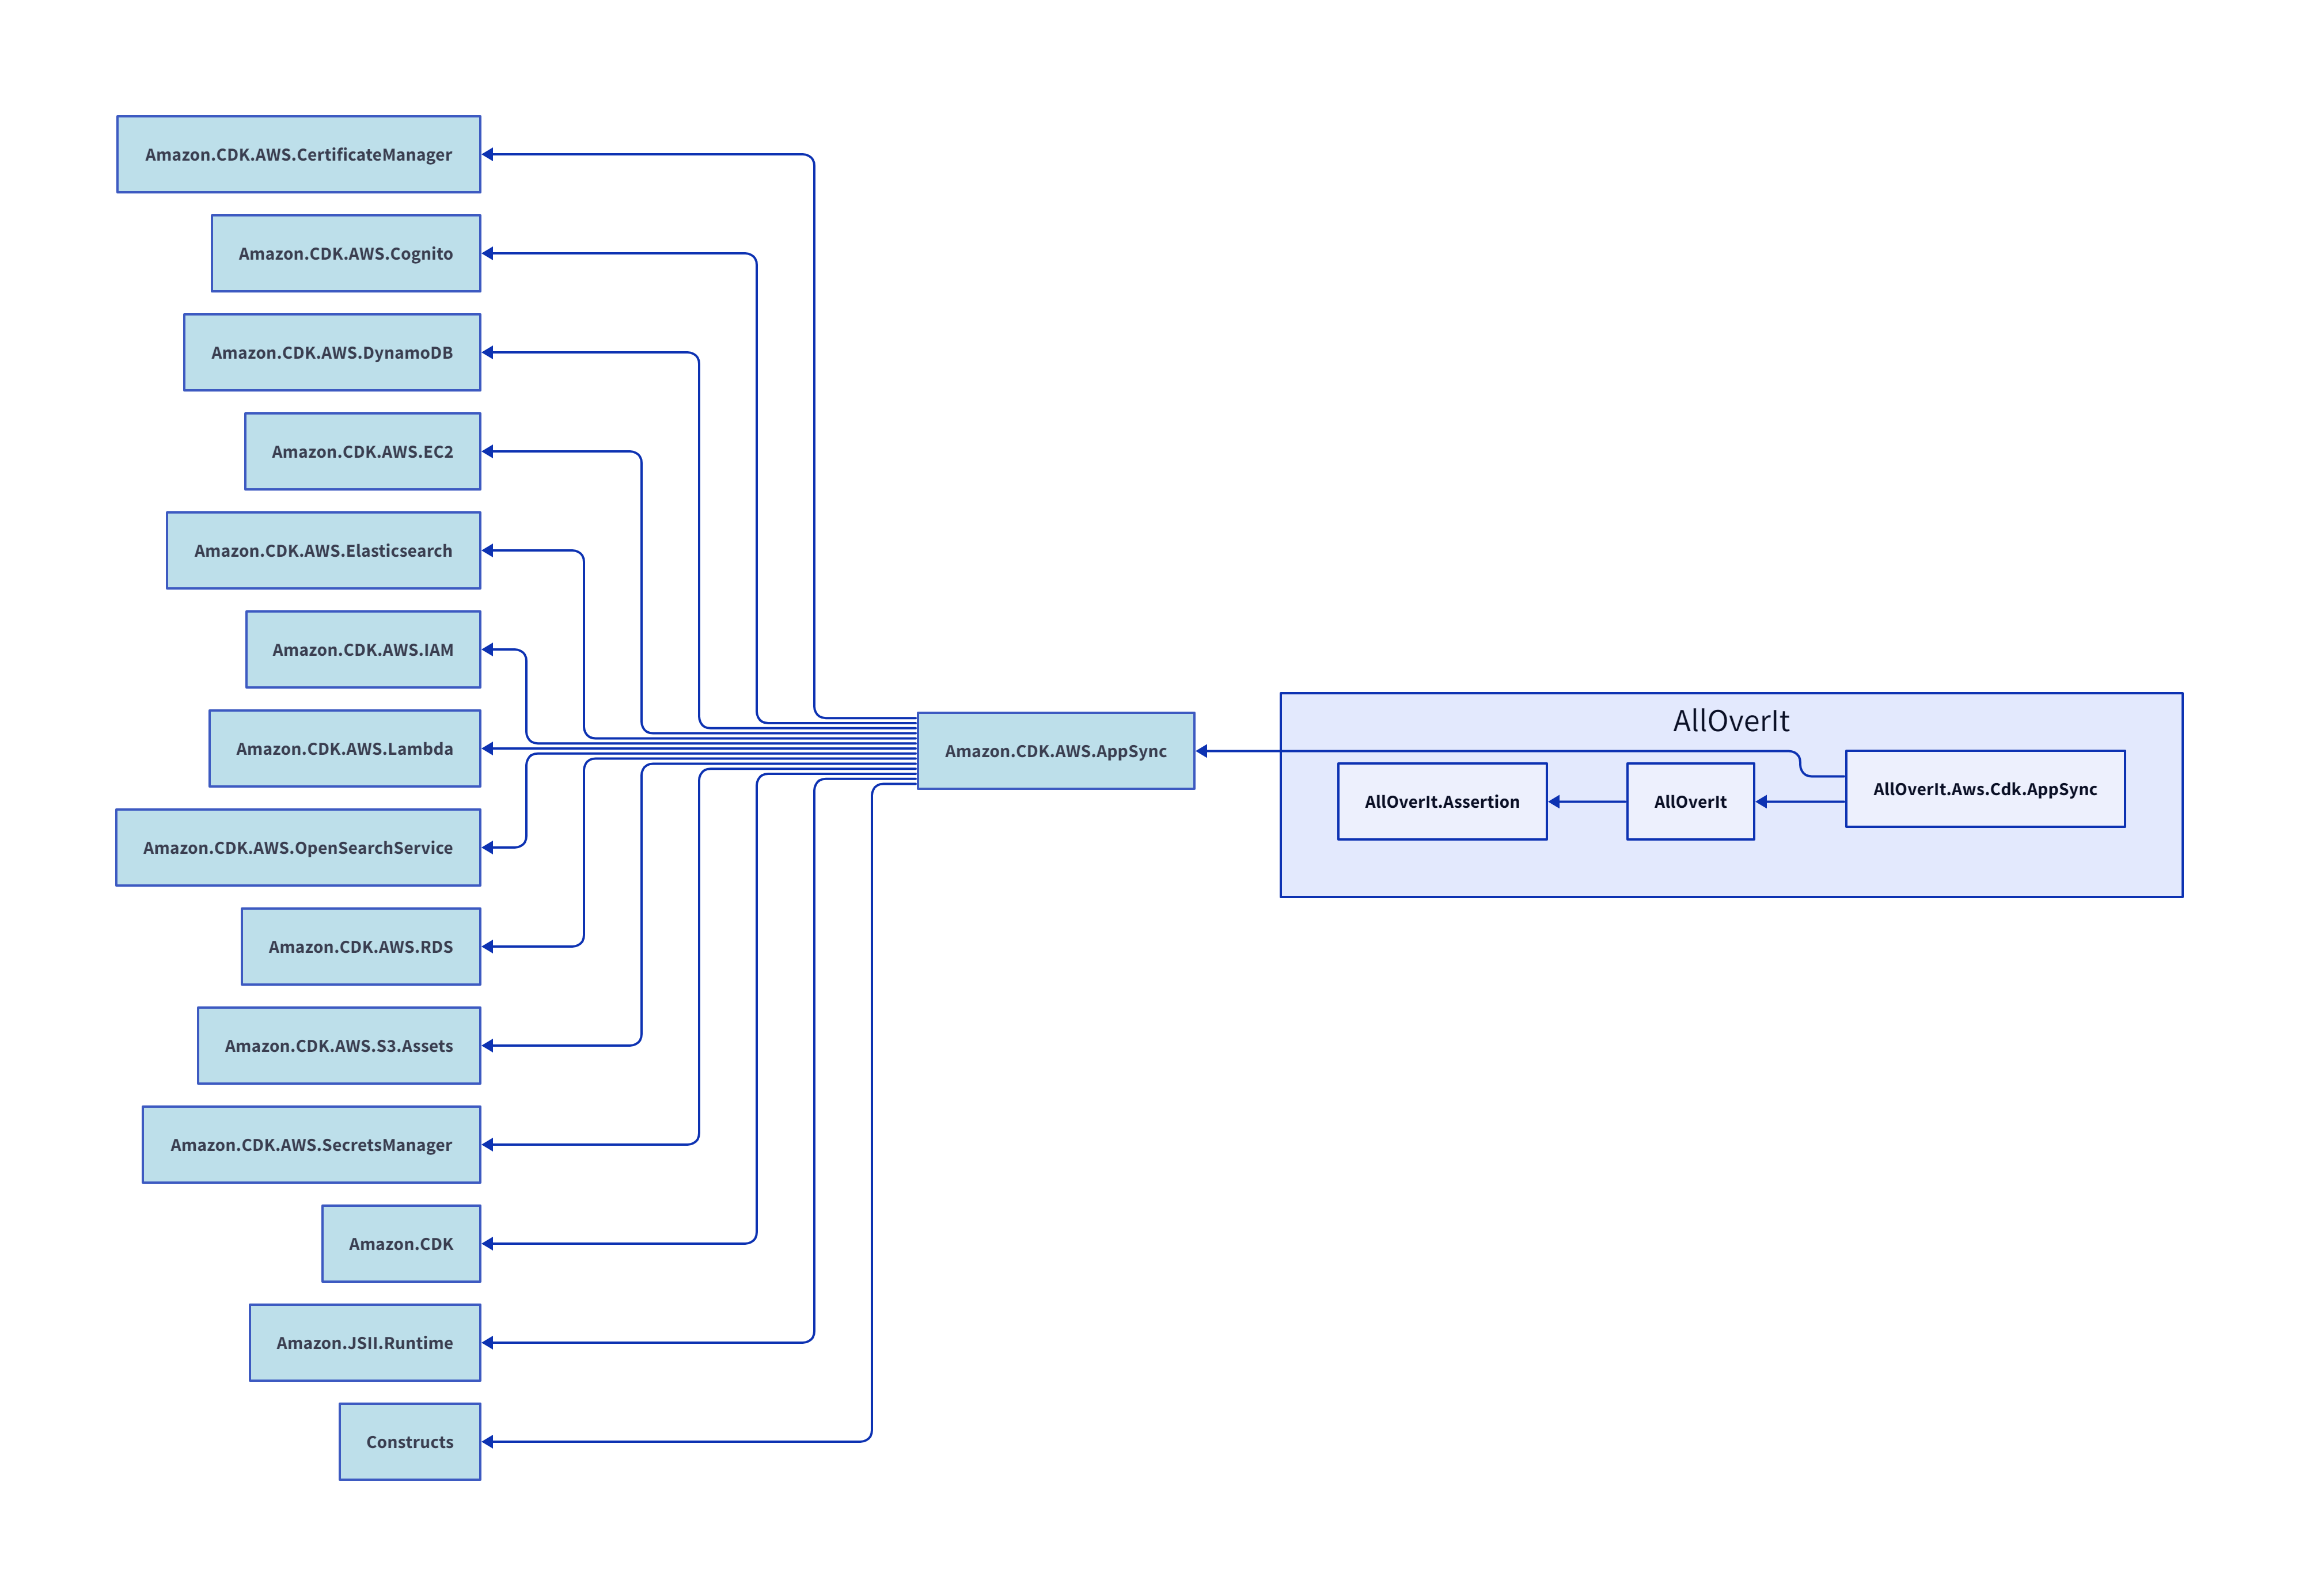 Amazon.CDK.AWS.CertificateManager
Amazon.CDK.AWS.Cognito
Amazon.CDK.AWS.DynamoDB
Amazon.CDK.AWS.EC2
Amazon.CDK.AWS.Elasticsearch
Amazon.CDK.AWS.IAM
Amazon.CDK.AWS.Lambda
Amazon.CDK.AWS.OpenSearchService
Amazon.CDK.AWS.RDS
Amazon.CDK.AWS.S3.Assets
Amazon.CDK.AWS.SecretsManager
Amazon.CDK
Amazon.JSII.Runtime
Constructs
Amazon.CDK.AWS.AppSync
AllOverIt
AllOverIt.Assertion
AllOverIt
AllOverIt.Aws.Cdk.AppSync